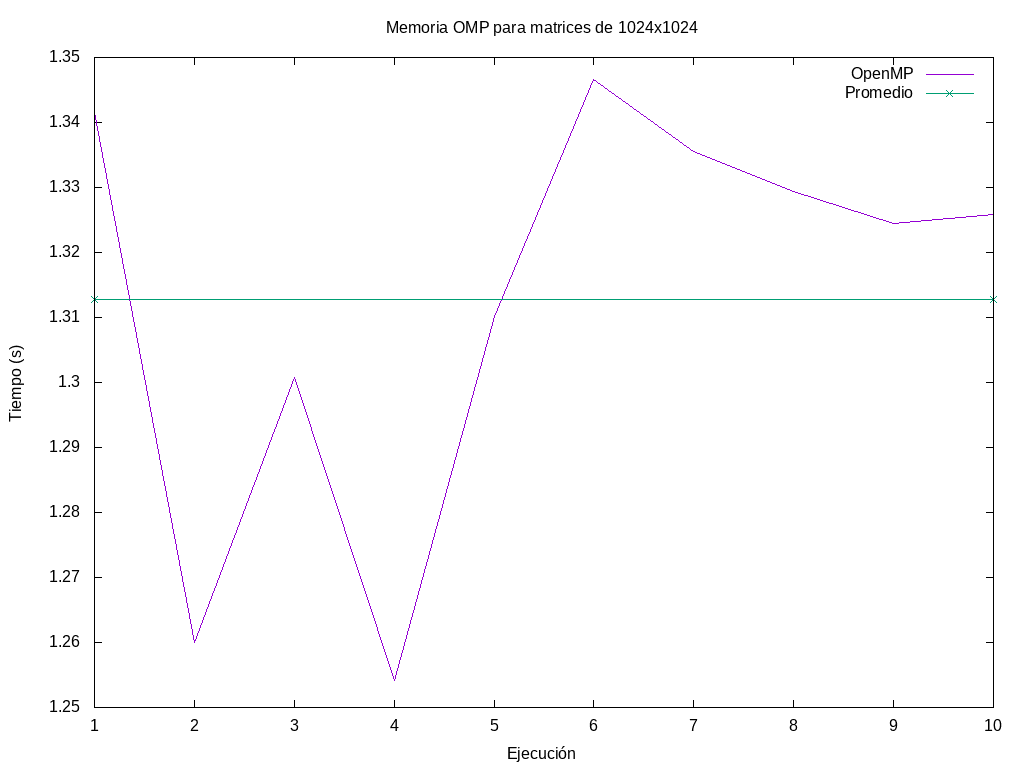 Memoria OMP para matrices de 1024x1024
OpenMP
Promedio
1.35
1.34
1.33
1.32
1.31
1.3
1.29
1.28
1.27
1.26
1.25
Tiempo (s)
1 2 3 4 5 6 7 8 9 10
Ejecución